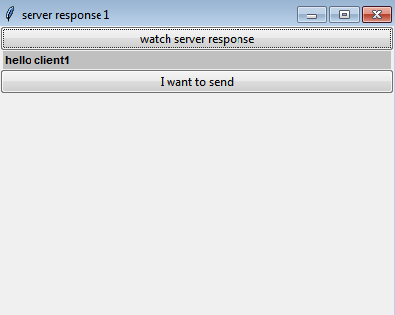 server response 1
watch server response
hello client1
I want to send